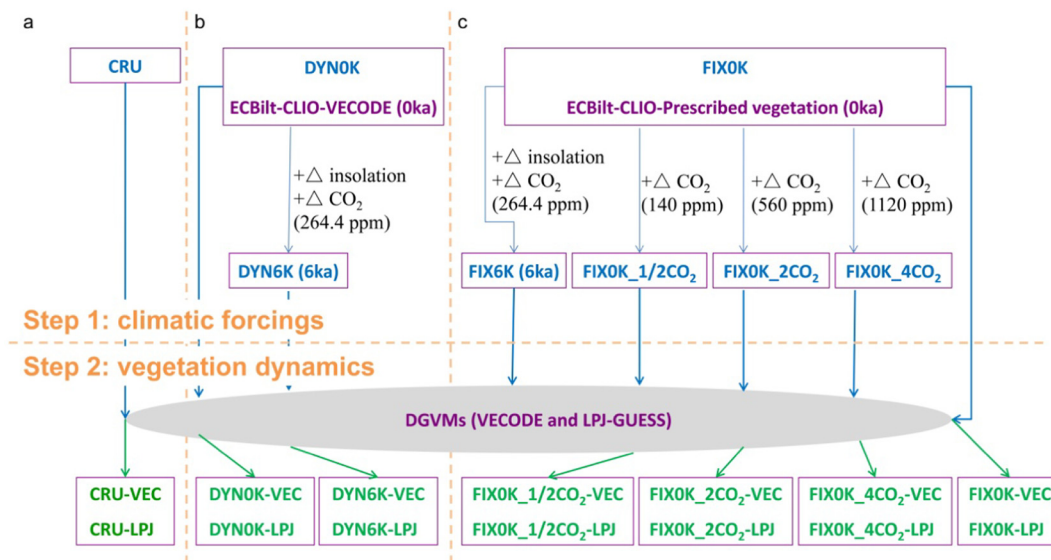 a
b
c
CRU
DYN0K
ECBilt-CLIO-VECODE (0ka)
FIX0K
ECBilt-CLIO-Prescribed vegetation (0ka)
+△ insolation
+△ CO₂
(264.4 ppm)
+△ insolation
+△ CO₂
(264.4 ppm)
+△ CO₂
(140 ppm)
+△ CO₂
(560 ppm)
+△ CO₂
(1120 ppm)
DYN6K (6ka)
FIX6K (6ka)
FIX0K_1/2CO₂
FIX0K_2CO₂
FIX0K_4CO₂
Step 1: climatic forcings
Step 2: vegetation dynamics
DGVMs (VECODE and LPJ-GUESS)
CRU-VEC
CRU-LPJ
DYN0K-VEC
DYN0K-LPJ
DYN6K-VEC
DYN6K-LPJ
FIX0K_1/2CO₂-VEC
FIX0K_1/2CO₂-LPJ
FIX0K_2CO₂-VEC
FIX0K_2CO₂-LPJ
FIX0K_4CO₂-VEC
FIX0K_4CO₂-LPJ
FIX0K-VEC
FIX0K-LPJ